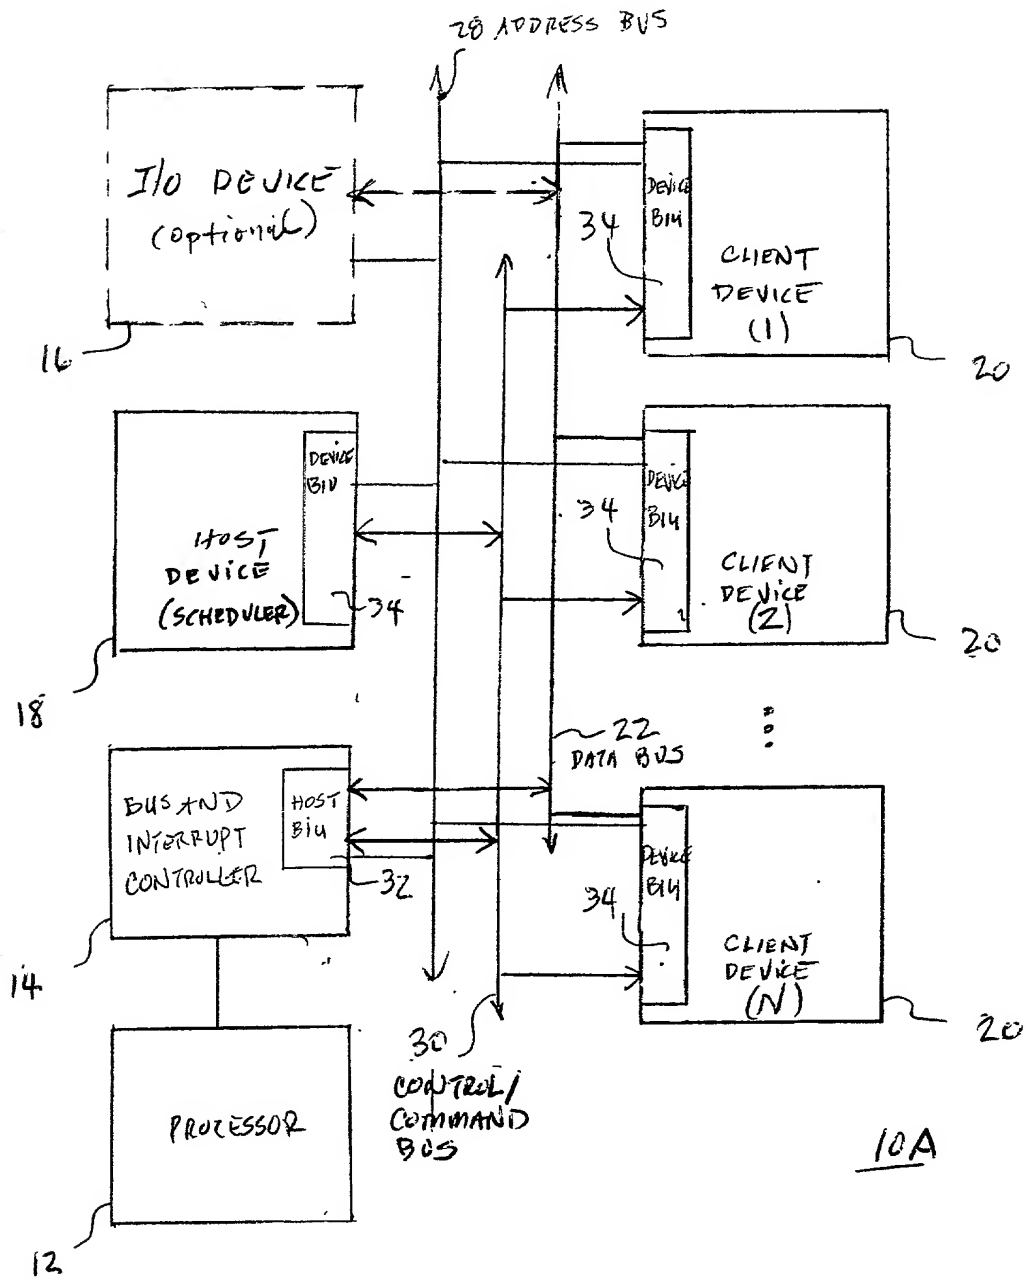 28 ADDRESS BUS
I/O DEVICE
(optional)
16
DEVICE
BIU
34
CLIENT
DEVICE
(1)
20
DEVICE
BIU
HOST
DEVICE
(SCHEDULER)
34
18
DEVICE
BIU
34
CLIENT
DEVICE
(2)
20
22
DATA BUS
BUS AND
INTERRUPT
CONTROLLER
HOST
BIU
32
14
DEVICE
BIU
34
CLIENT
DEVICE
(N)
20
30
CONTROL/
COMMAND
BUS
PROCESSOR
12
10A